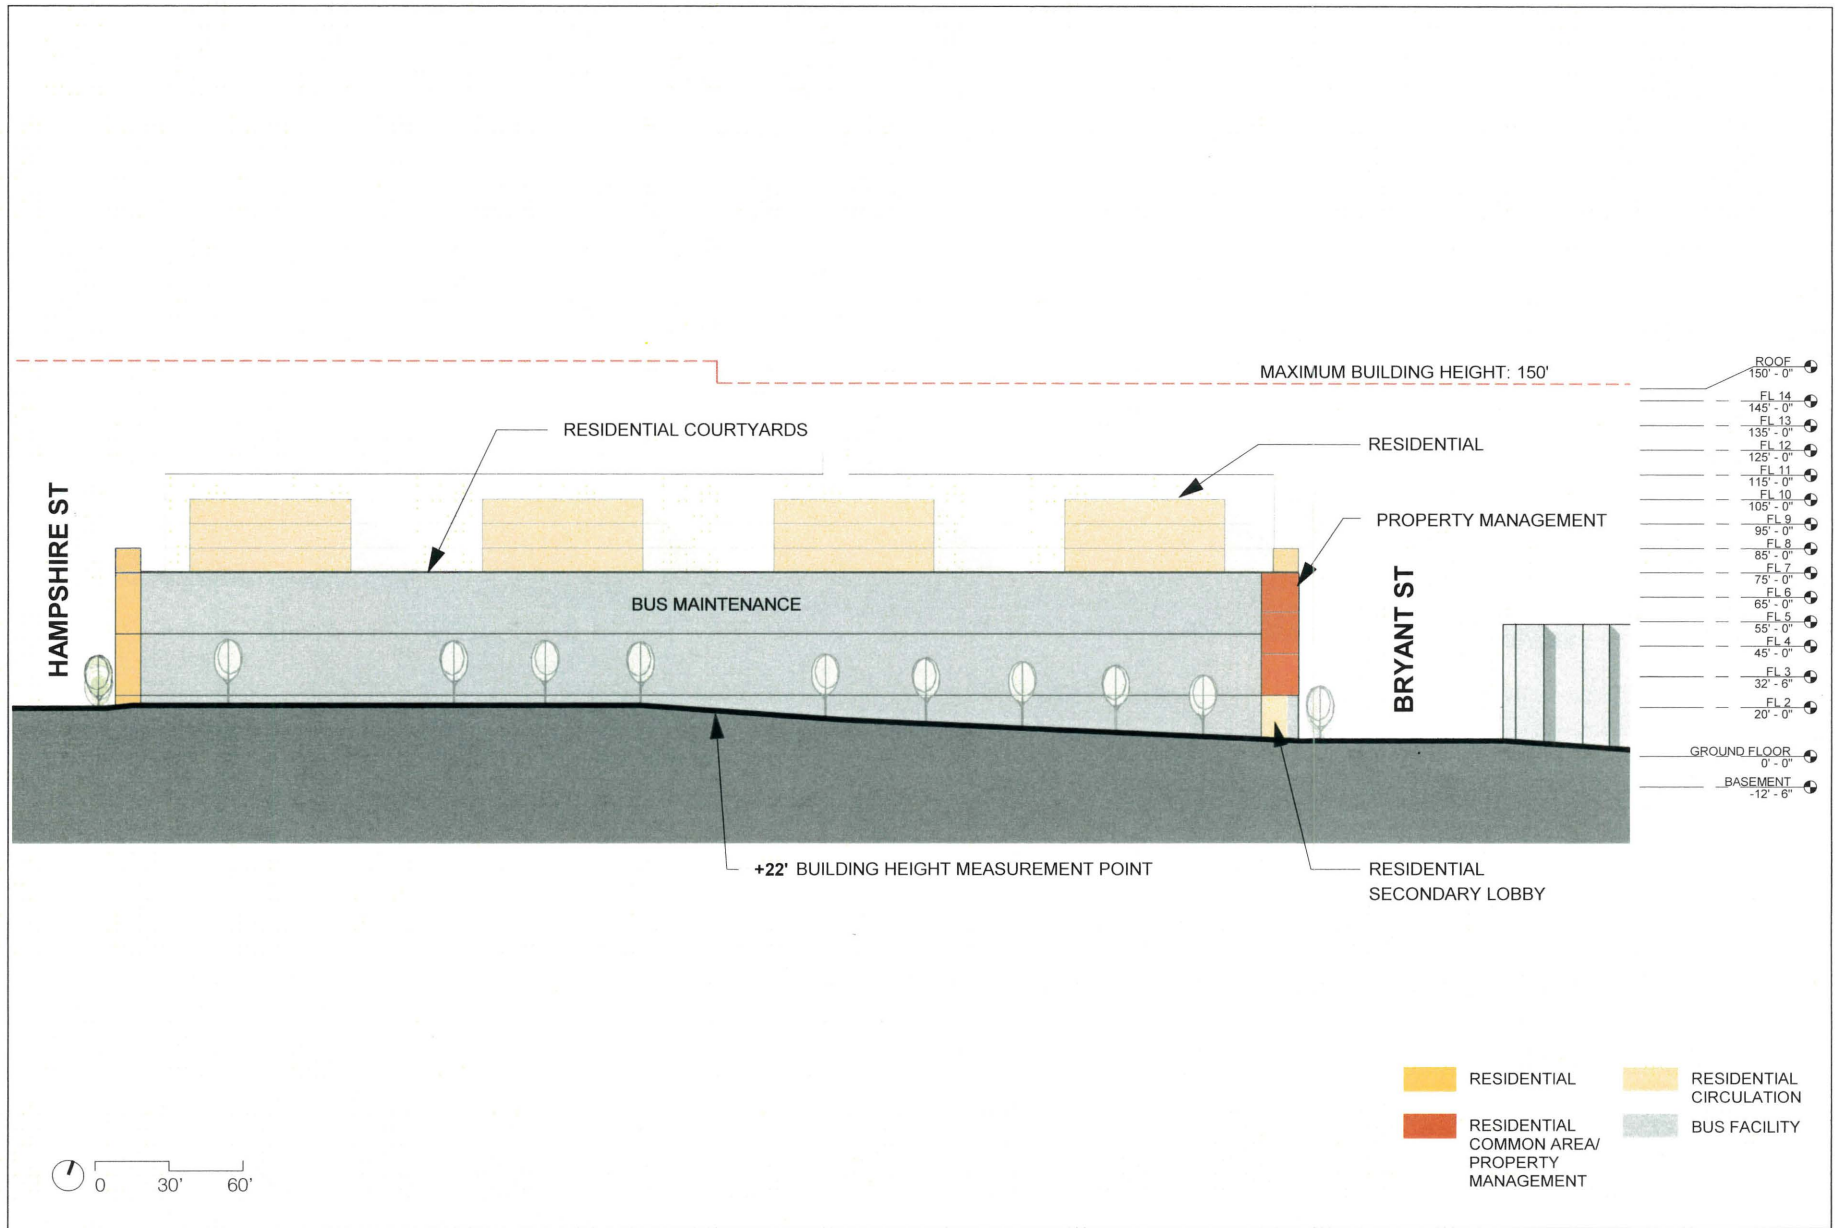 MAXIMUM BUILDING HEIGHT: 150'
ROOF
150' - 0"
FL 14
145' - 0"
FL 13
135' - 0"
FL 12
125' - 0"
FL 11
115' - 0"
FL 10
105' - 0"
FL 9
95' - 0"
FL 8
85' - 0"
FL 7
75' - 0"
FL 6
65' - 0"
FL 5
55' - 0"
FL 4
45' - 0"
FL 3
32' - 6"
FL 2
20' - 0"
GROUND FLOOR
0' - 0"
BASEMENT
-12' - 6"
RESIDENTIAL COURTYARDS
RESIDENTIAL
PROPERTY MANAGEMENT
HAMPSHIRE ST
BUS MAINTENANCE
BRYANT ST
+22' BUILDING HEIGHT MEASUREMENT POINT
RESIDENTIAL
SECONDARY LOBBY
RESIDENTIAL
RESIDENTIAL
CIRCULATION
RESIDENTIAL
COMMON AREA/
PROPERTY
MANAGEMENT
BUS FACILITY
0 30' 60'